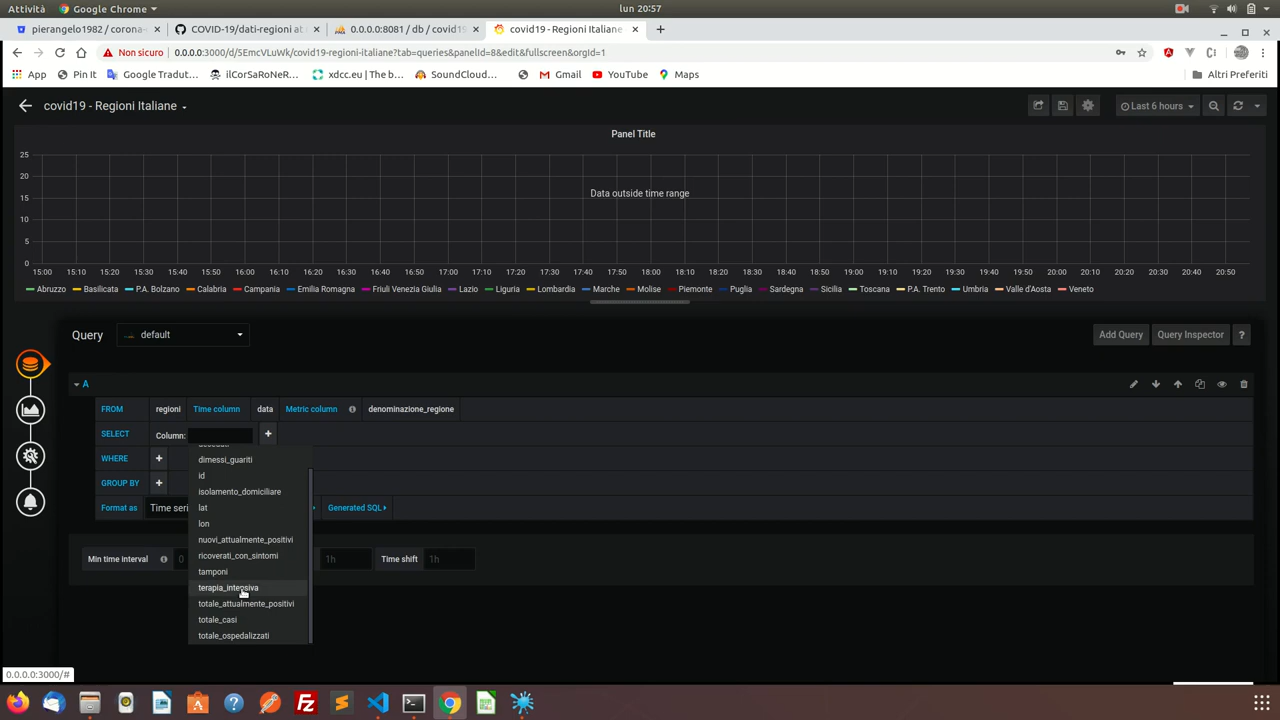 Attività
Google Chrome
lun 20:57
pierangelo1982 / corona-
COVID-19/dati-regioni at
0.0.0.0:8081 / db / covid19
covid19 - Regioni Italiane
Non sicuro
0.0.0.0:3000/d/5EmcVLuWk/covid19-regioni-italiane?tab=queries&panelId=8&edit&fullscreen&orgId=1
App
Pin It
Google Tradut...
ilCorSaRoNeR...
xdcc.eu | The b...
SoundCloud...
Gmail
YouTube
Maps
Altri Preferiti
covid19 - Regioni Italiane
Last 6 hours
Panel Title
25
20
15
10
5
0
Data outside time range
15:00 15:10 15:20 15:30 15:40 15:50 16:00 16:10 16:20 16:30 16:40 16:50 17:00 17:10 17:20 17:30 17:40 17:50 18:00 18:10 18:20 18:30 18:40 18:50 19:00 19:10 19:20 19:30 19:40 19:50 20:00 20:10 20:20 20:30 20:40 20:50
Abruzzo Basilicata P.A. Bolzano Calabria Campania Emilia Romagna Friuli Venezia Giulia Lazio Liguria Lombardia Marche Molise Piemonte Puglia Sardegna Sicilia Toscana P.A. Trento Umbria Valle d'Aosta Veneto
Query
default
Add Query
Query Inspector
?
A
FROM regioni Time column data Metric column denominazione_regione
SELECT Column: +
WHERE +
GROUP BY +
Format as Time seri Generated SQL
dimessi_guariti
id
isolamento_domiciliare
lat
lon
nuovi_attualmente_positivi
ricoverati_con_sintomi
tamponi
terapia_intensiva
totale_attualmente_positivi
totale_casi
totale_ospedalizzati
Min time interval 0 1h Time shift 1h
0.0.0.0:3000/#